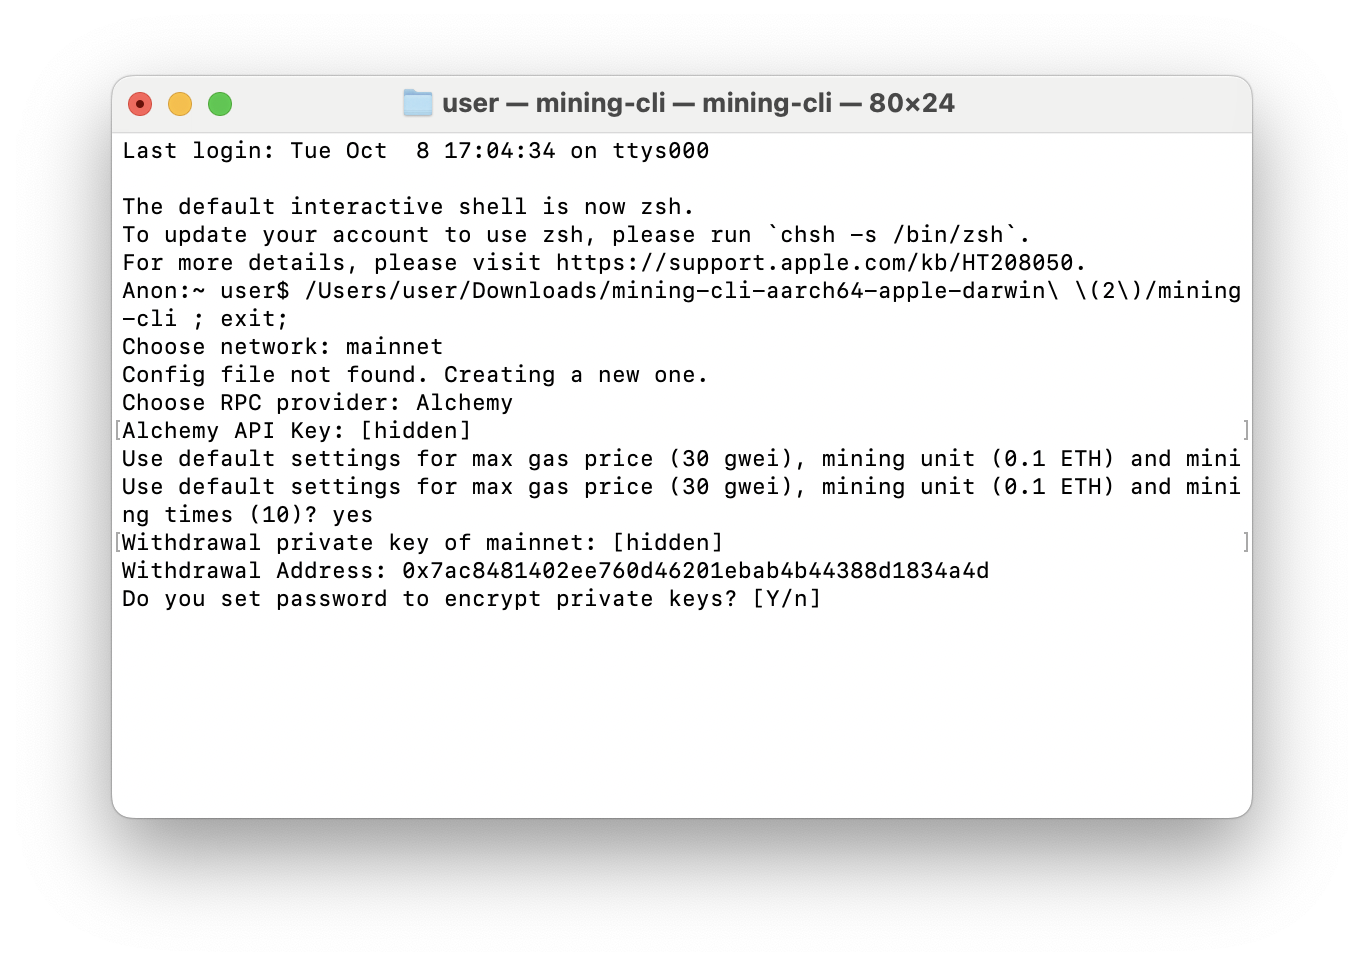 user — mining-cli — mining-cli — 80×24
Last login: Tue Oct  8 17:04:34 on ttys000
The default interactive shell is now zsh.
To update your account to use zsh, please run `chsh -s /bin/zsh`.
For more details, please visit https://support.apple.com/kb/HT208050.
Anon:~ user$ /Users/user/Downloads/mining-cli-aarch64-apple-darwin\ \(2\)/mining
-cli ; exit;
Choose network: mainnet
Config file not found. Creating a new one.
Choose RPC provider: Alchemy
[Alchemy API Key: [hidden] ]
Use default settings for max gas price (30 gwei), mining unit (0.1 ETH) and mini
Use default settings for max gas price (30 gwei), mining unit (0.1 ETH) and mini
ng times (10)? yes
[Withdrawal private key of mainnet: [hidden] ]
Withdrawal Address: 0x7ac8481402ee760d46201ebab4b44388d1834a4d
Do you set password to encrypt private keys? [Y/n]